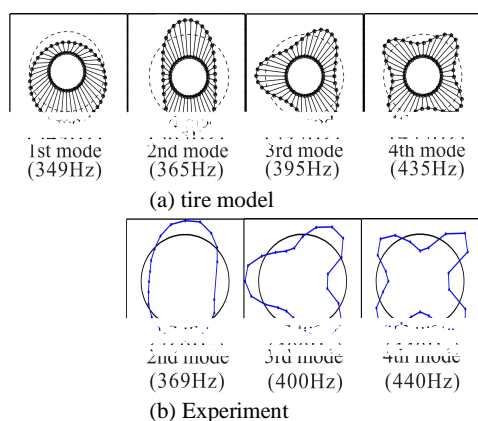 1st mode 2nd mode 3rd mode 4th mode
(349Hz) (365Hz) (395Hz) (435Hz)
(a) tire model
2nd mode 3rd mode 4th mode
(369Hz) (400Hz) (440Hz)
(b) Experiment